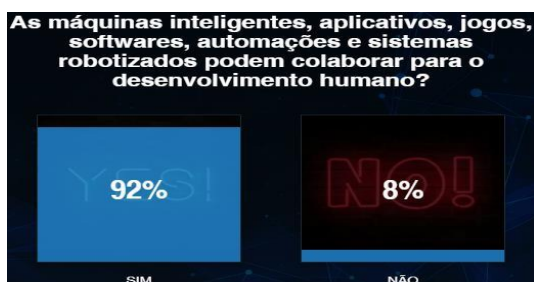 As máquinas inteligentes, aplicativos, jogos,
softwares, automações e sistemas
robotizados podem colaborar para o
desenvolvimento humano?
YES!
92%
NO!
8%
SIM
NÃO